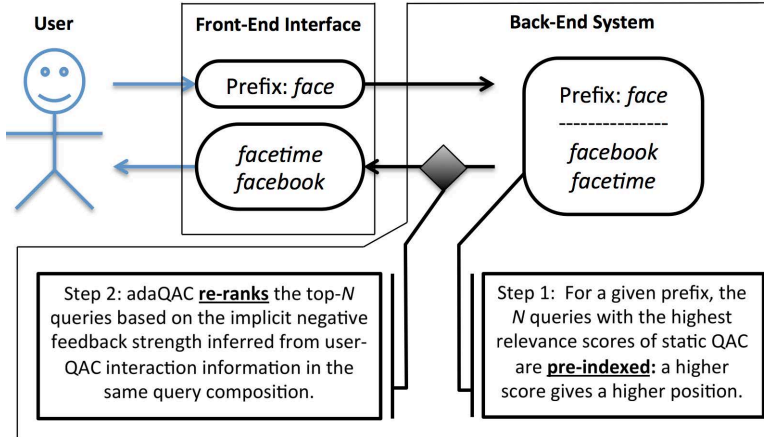 User
Front-End Interface
Back-End System
Prefix: face
Prefix: face
---------------
facebook
facetime
facetime
facebook
Step 2: adaQAC re-ranks the top-N
queries based on the implicit negative
feedback strength inferred from user-
QAC interaction information in the
same query composition.
Step 1:  For a given prefix, the
N queries with the highest
relevance scores of static QAC
are pre-indexed: a higher
score gives a higher position.